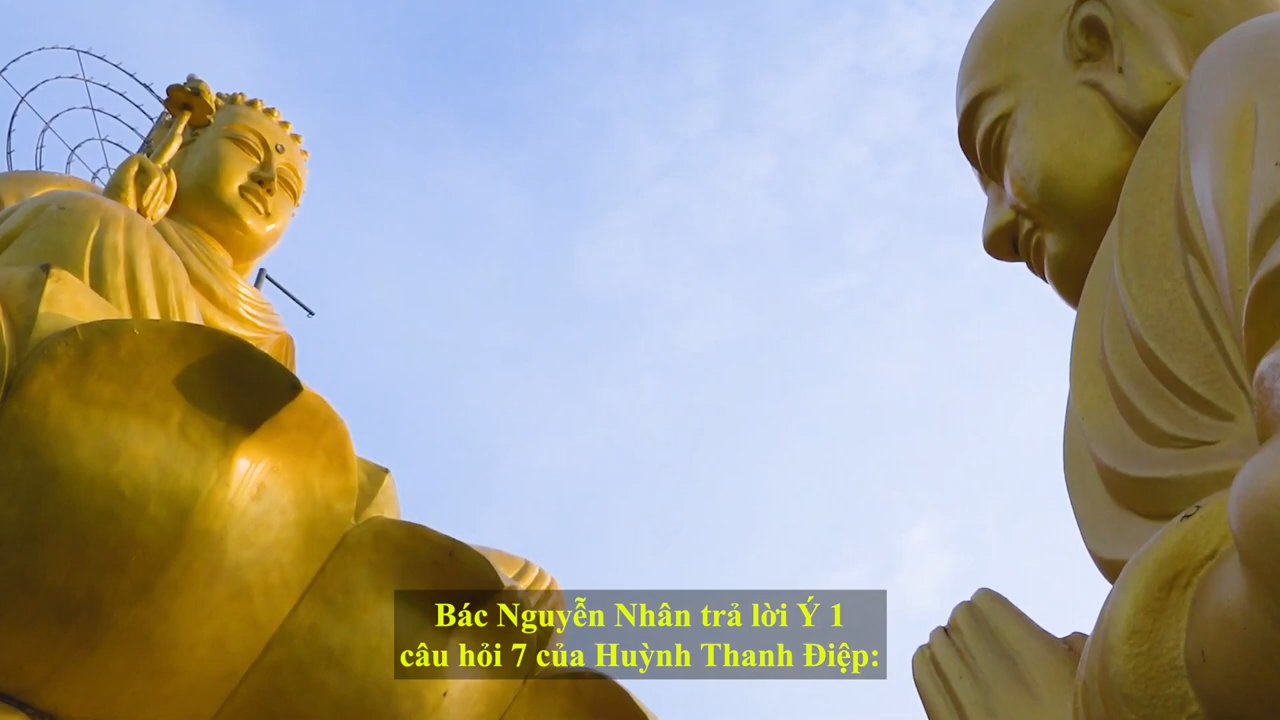 Bác Nguyễn Nhân trả lời Ý 1
câu hỏi 7 của Huỳnh Thanh Điệp: